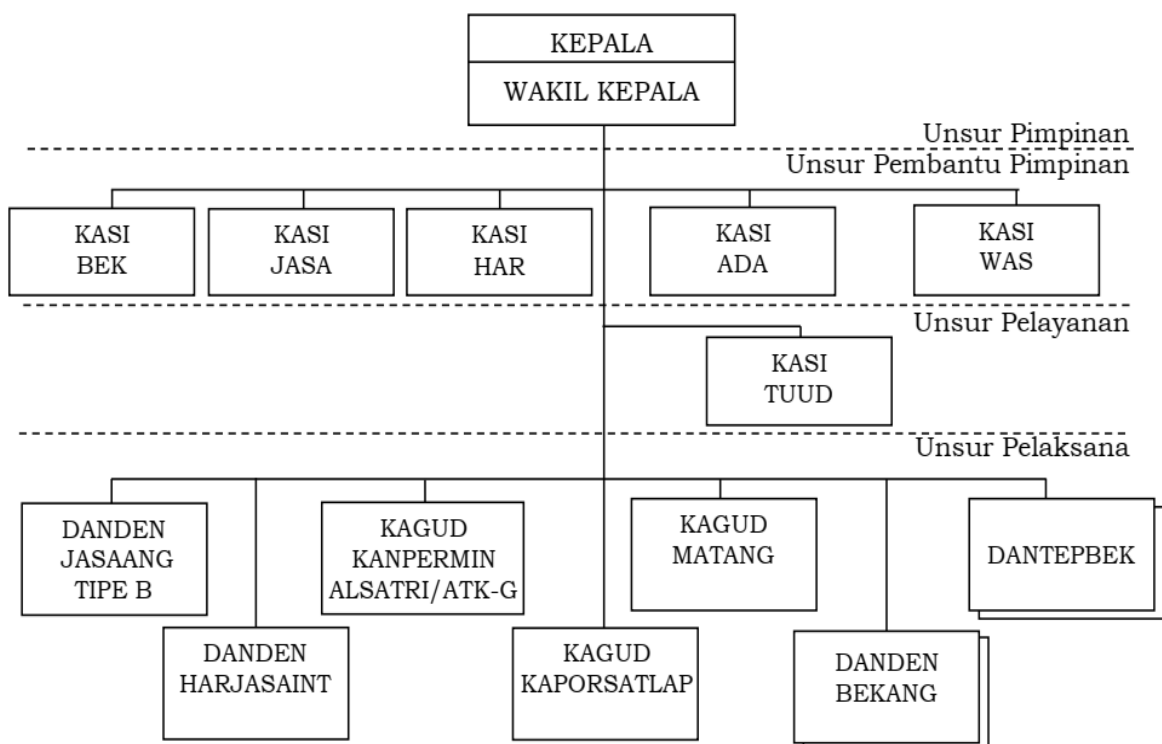 KEPALA
WAKIL KEPALA
Unsur Pimpinan
Unsur Pembantu Pimpinan
KASI
BEK
KASI
JASA
KASI
HAR
KASI
ADA
KASI
WAS
Unsur Pelayanan
KASI
TUUD
Unsur Pelaksana
DANDEN
JASAANG
TIPE B
KAGUD
KANPERMIN
ALSATRI/ATK-G
KAGUD
MATANG
DANTEPBEK
DANDEN
HARJASAINT
KAGUD
KAPORSATLAP
DANDEN
BEKANG